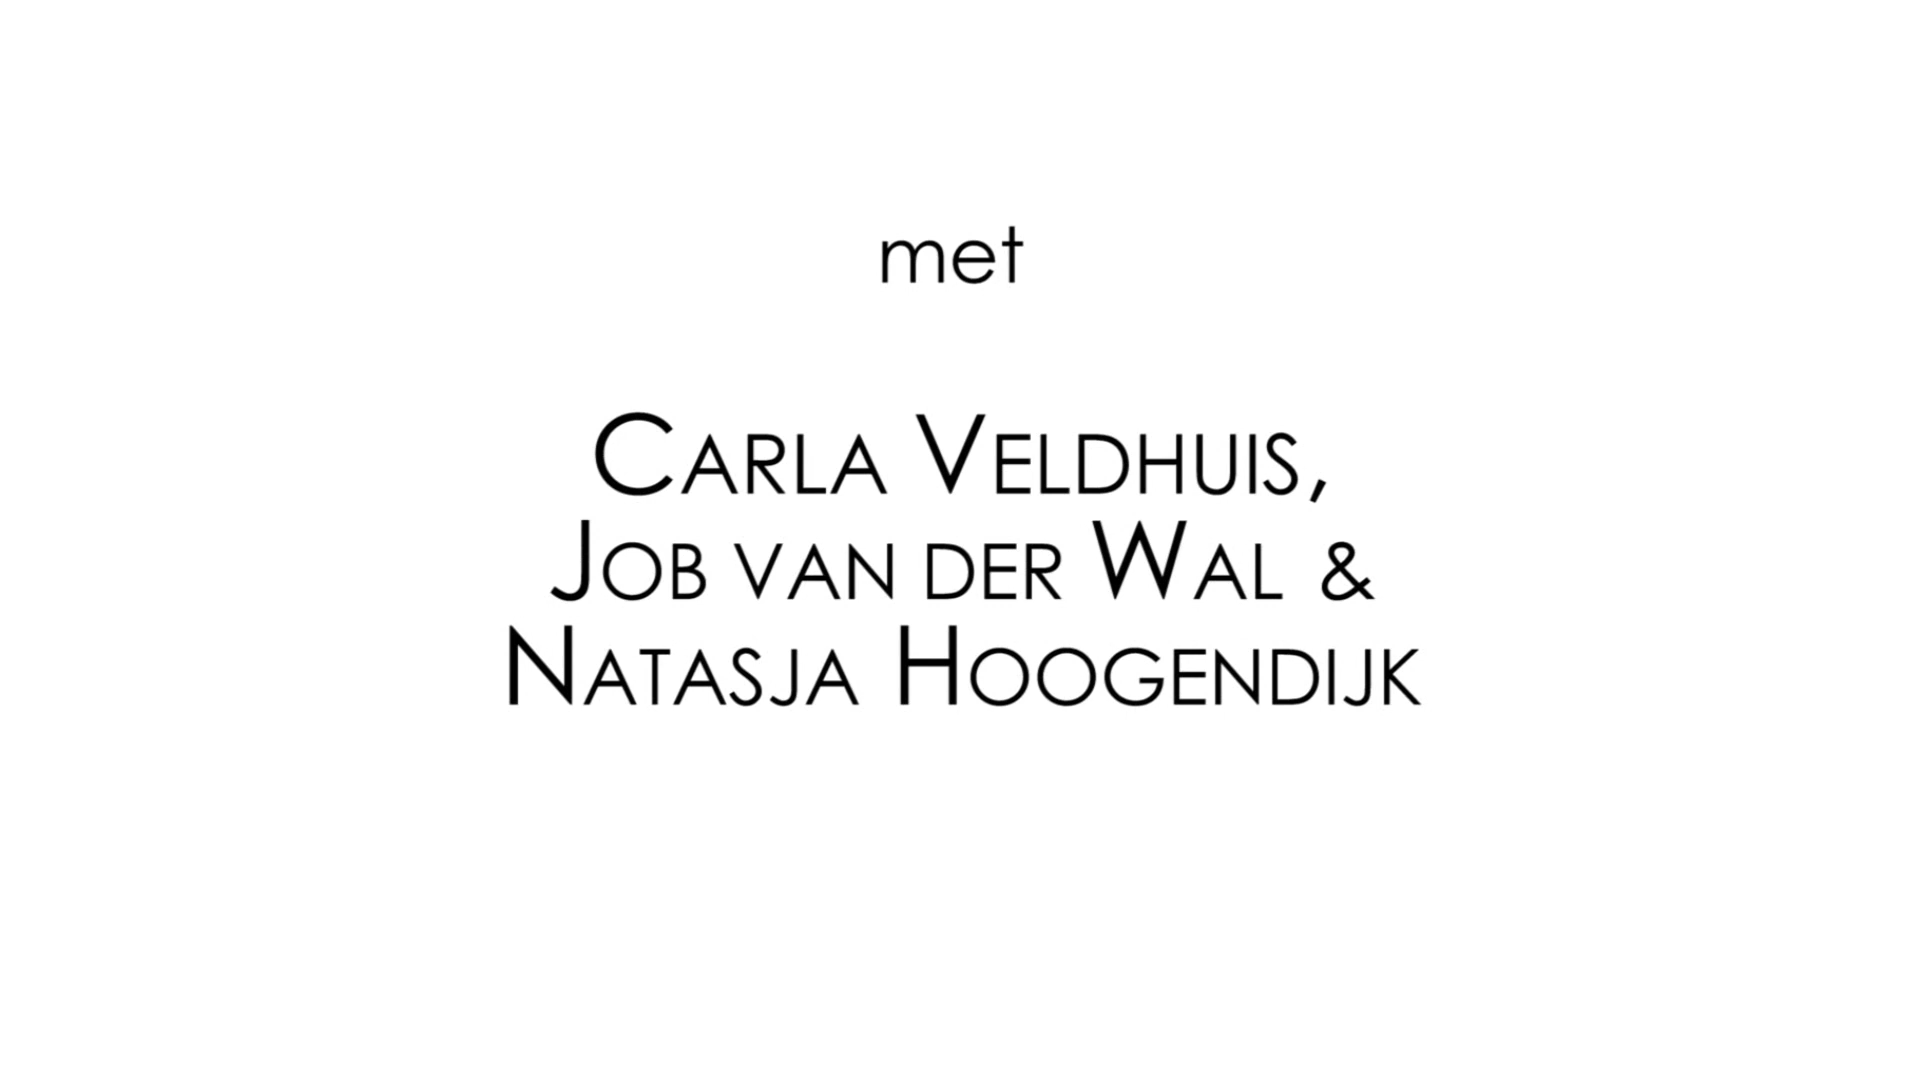 met
Carla Veldhuis,
Job van der Wal &
Natasja Hoogendijk